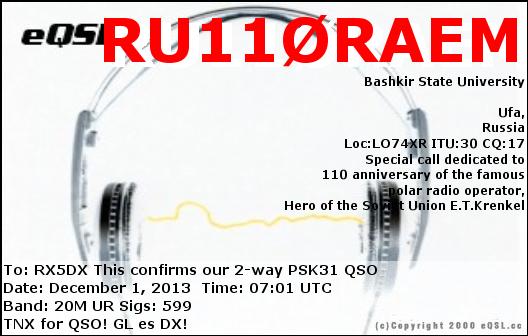 eQSL RU11ØRAEM
Bashkir State University
Ufa,
Russia
Loc:LO74XR ITU:30 CQ:17
Special call dedicated to
110 anniversary of the famous
polar radio operator,
Hero of the Soviet Union E.T.Krenkel
To: RX5DX This confirms our 2-way PSK31 QSO
Date: December 1, 2013 Time: 07:01 UTC
Band: 20M UR Sigs: 599
TNX for QSO! GL es DX!
(c)Copyright 2000 eQSL.cc